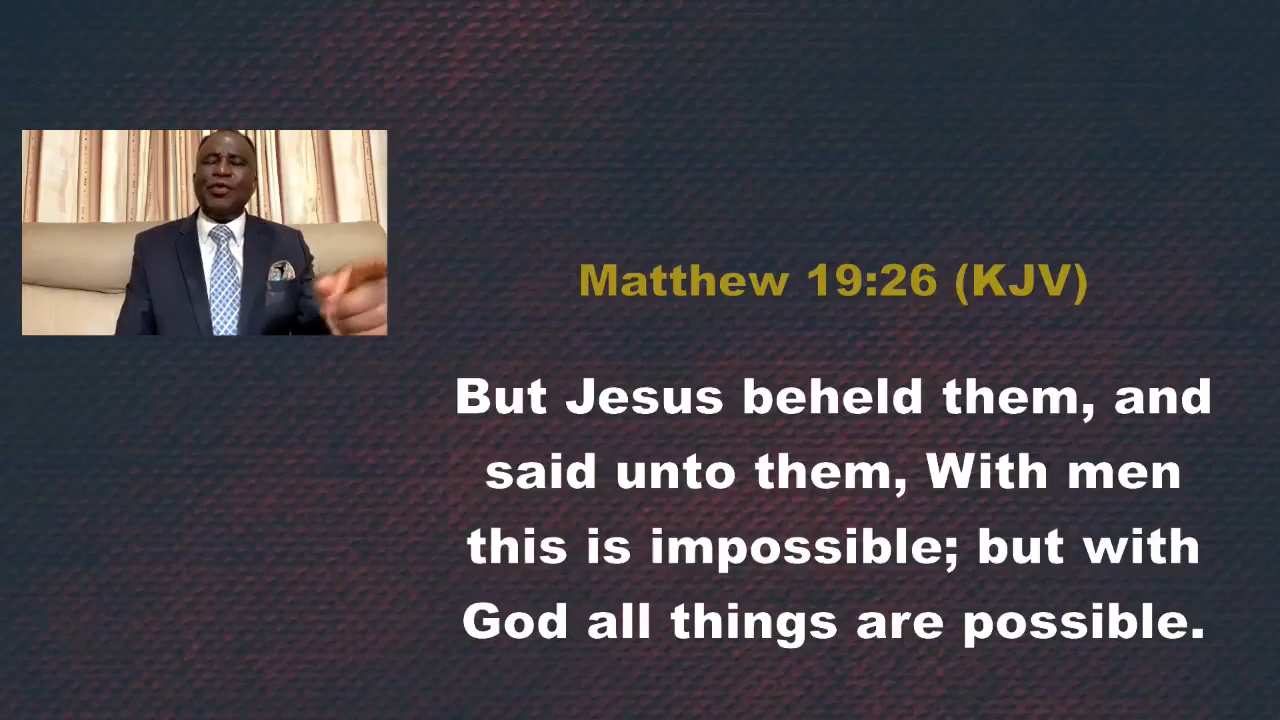 Matthew 19:26 (KJV)
But Jesus beheld them, and
said unto them, With men
this is impossible; but with
God all things are possible.